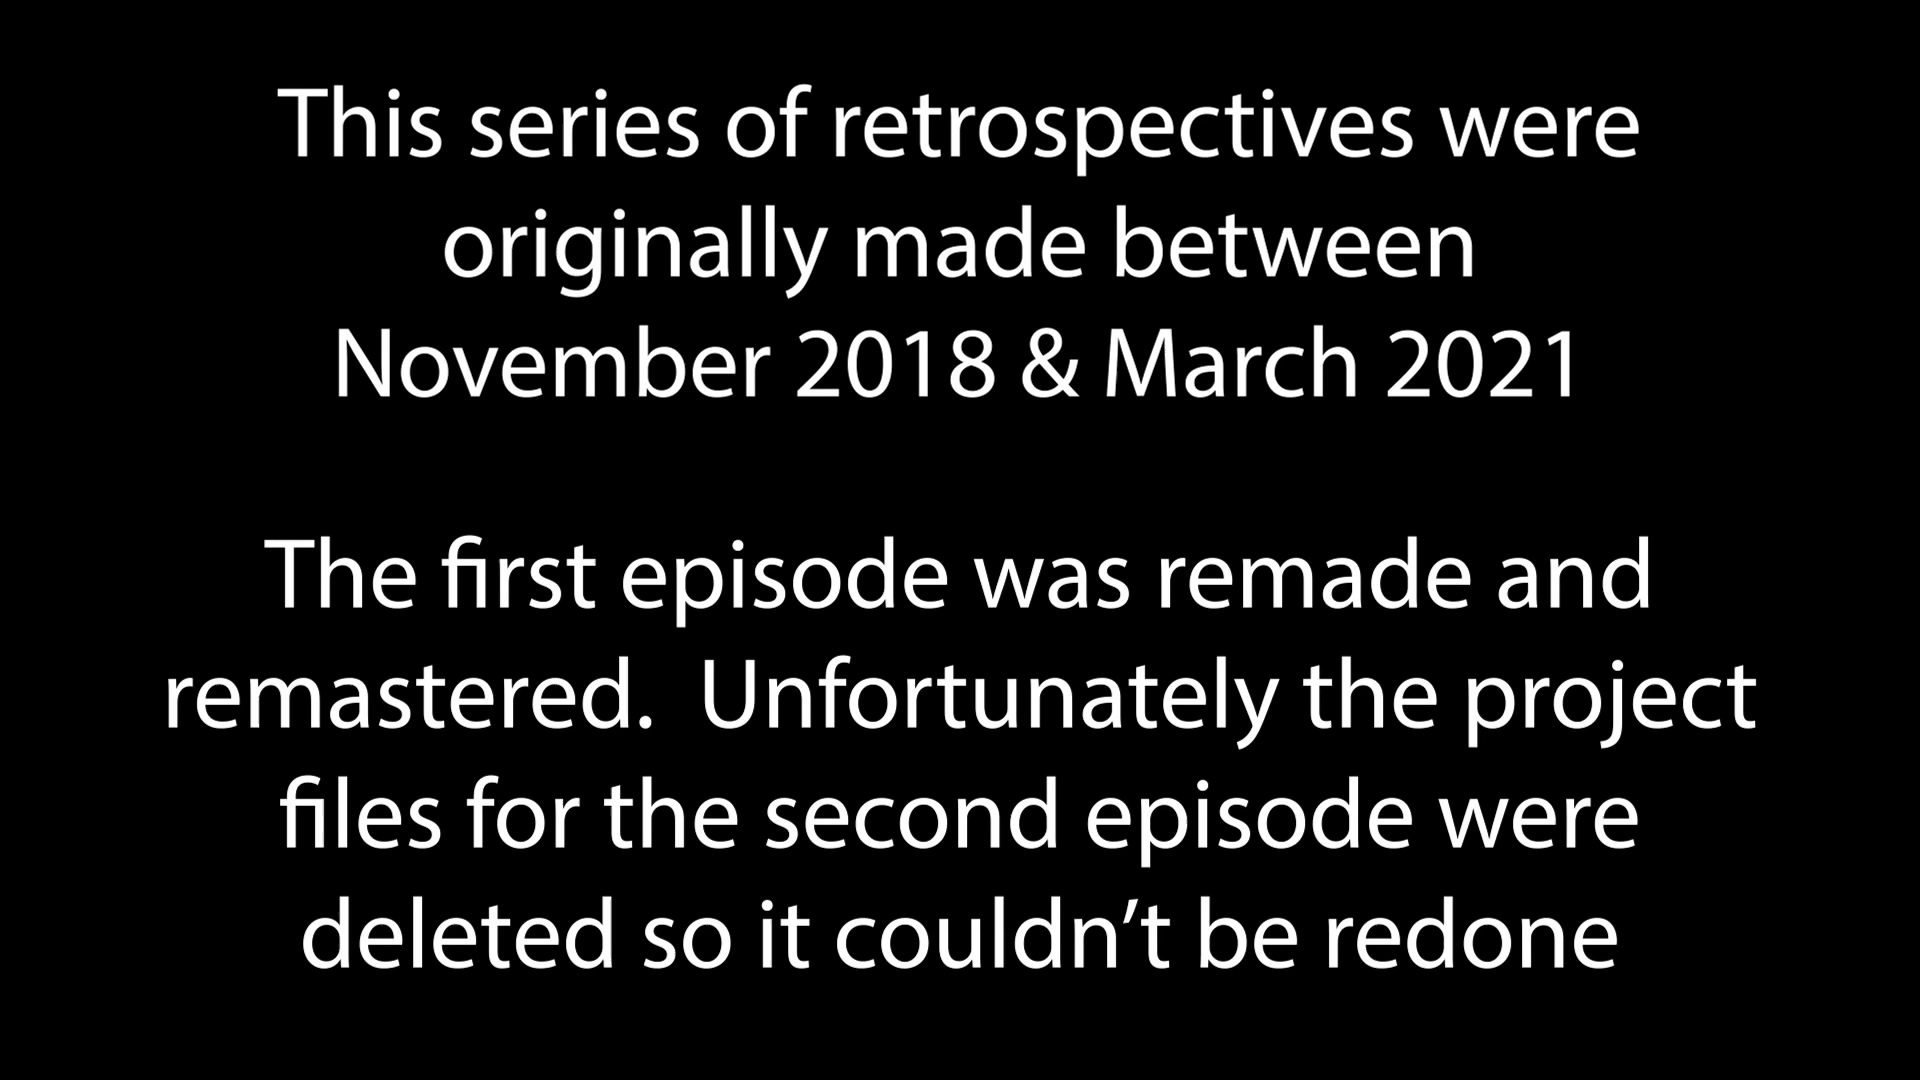 This series of retrospectives were
originally made between
November 2018 & March 2021
The first episode was remade and
remastered.  Unfortunately the project
files for the second episode were
deleted so it couldn’t be redone